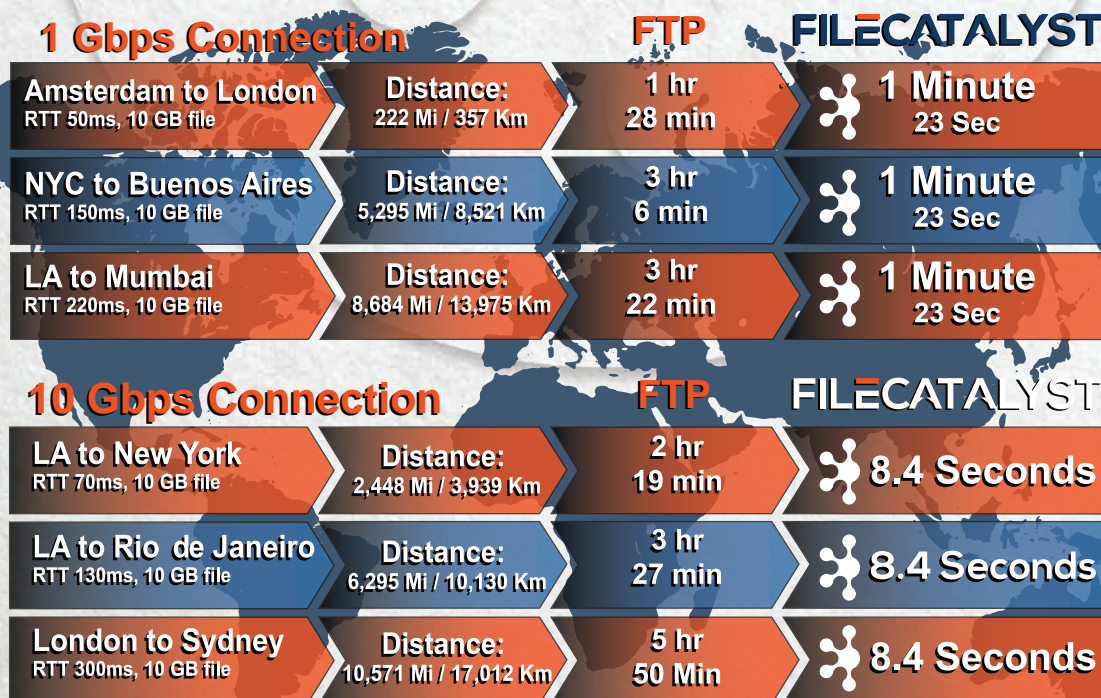 1 Gbps Connection FTP FILECATALYST
Amsterdam to London
RTT 50ms, 10 GB file
Distance:
222 Mi / 357 Km
1 hr
28 min
1 Minute
23 Sec
NYC to Buenos Aires
RTT 150ms, 10 GB file
Distance:
5,295 Mi / 8,521 Km
3 hr
6 min
1 Minute
23 Sec
LA to Mumbai
RTT 220ms, 10 GB file
Distance:
8,684 Mi / 13,975 Km
3 hr
22 min
1 Minute
23 Sec
10 Gbps Connection FTP FILECATALYST
LA to New York
RTT 70ms, 10 GB file
Distance:
2,448 Mi / 3,939 Km
2 hr
19 min
8.4 Seconds
LA to Rio de Janeiro
RTT 130ms, 10 GB file
Distance:
6,295 Mi / 10,130 Km
3 hr
27 min
8.4 Seconds
London to Sydney
RTT 300ms, 10 GB file
Distance:
10,571 Mi / 17,012 Km
5 hr
50 Min
8.4 Seconds